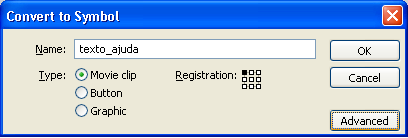 Convert to Symbol
Name: texto_ajuda OK
Type: Movie clip Registration: Cancel
Button
Graphic
Advanced